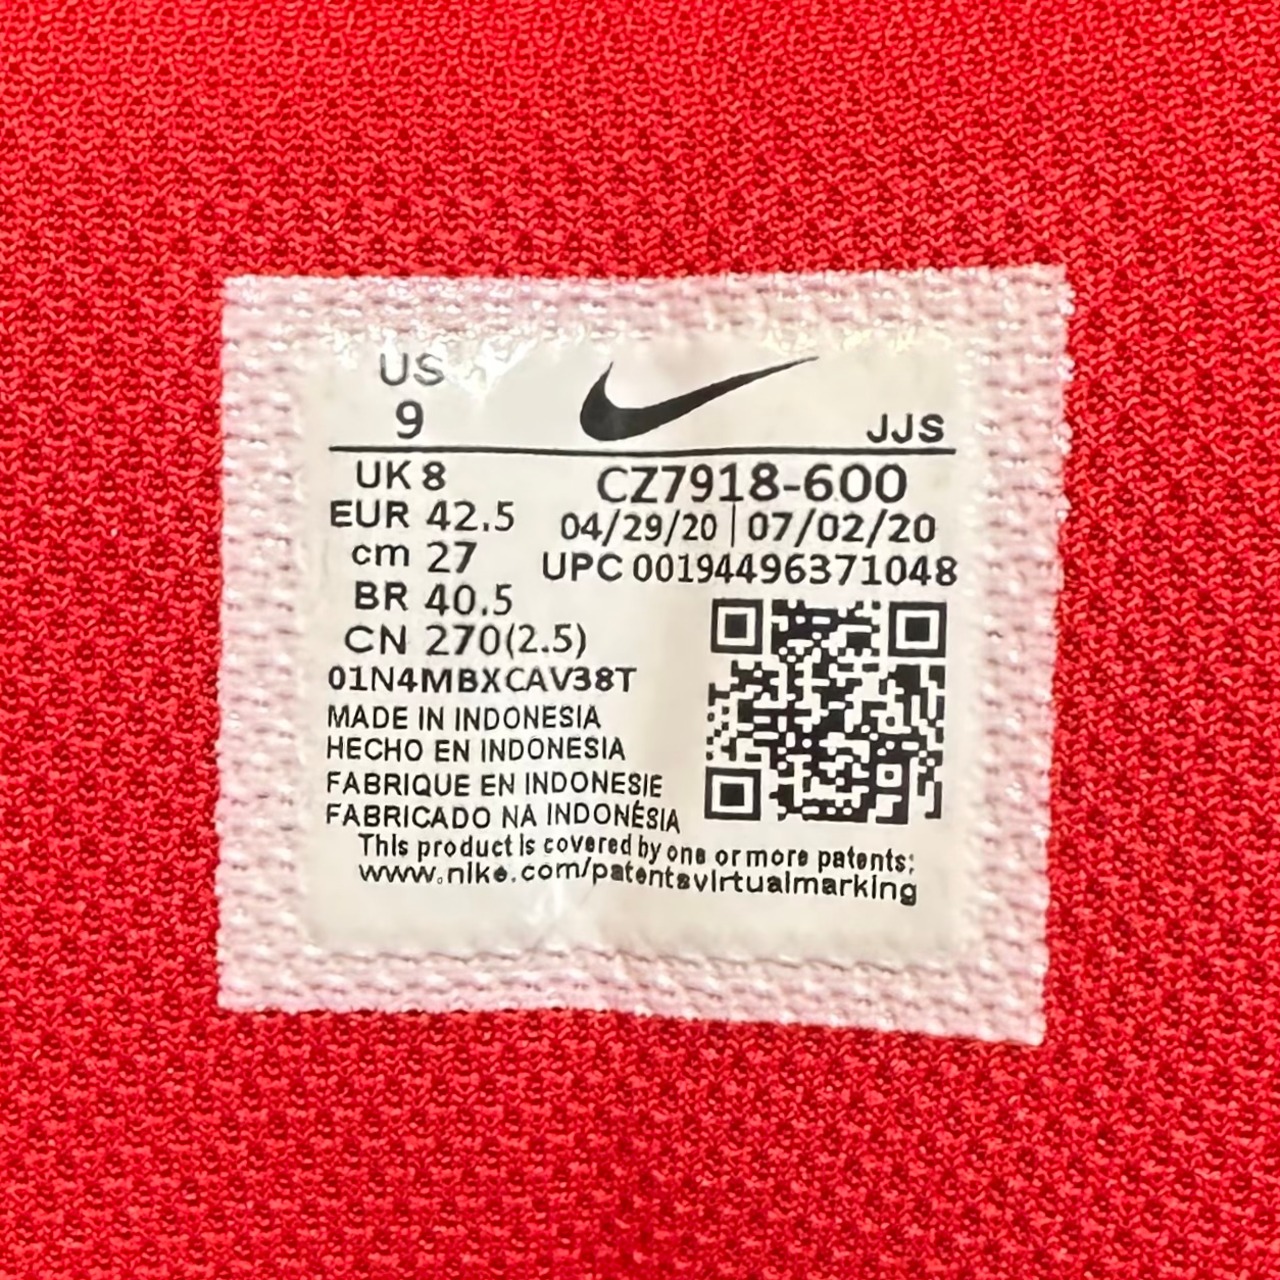 US
9
JJS
UK 8
CZ7918-600
EUR 42.5
04/29/20 | 07/02/20
cm 27
UPC 00194496371048
BR 40.5
CN 270(2.5)
01N4MBXCAV38T
MADE IN INDONESIA
HECHO EN INDONESIA
FABRIQUE EN INDONESIE
FABRICADO NA INDONÉSIA
This product is covered by one or more patents:
www.nike.com/patentsvirtualmarking